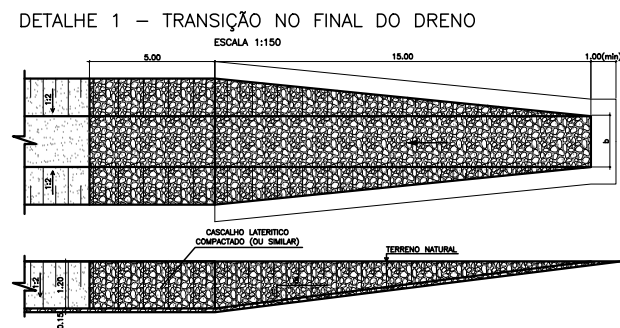 DETALHE 1 – TRANSIÇÃO NO FINAL DO DRENO
ESCALA 1:150
5.00
15.00
1.00(min)
1:2
b
1:2
CASCALHO LATERITICO
COMPACTADO (OU SIMILAR)
TERRENO NATURAL
1:2
1.20
0.15